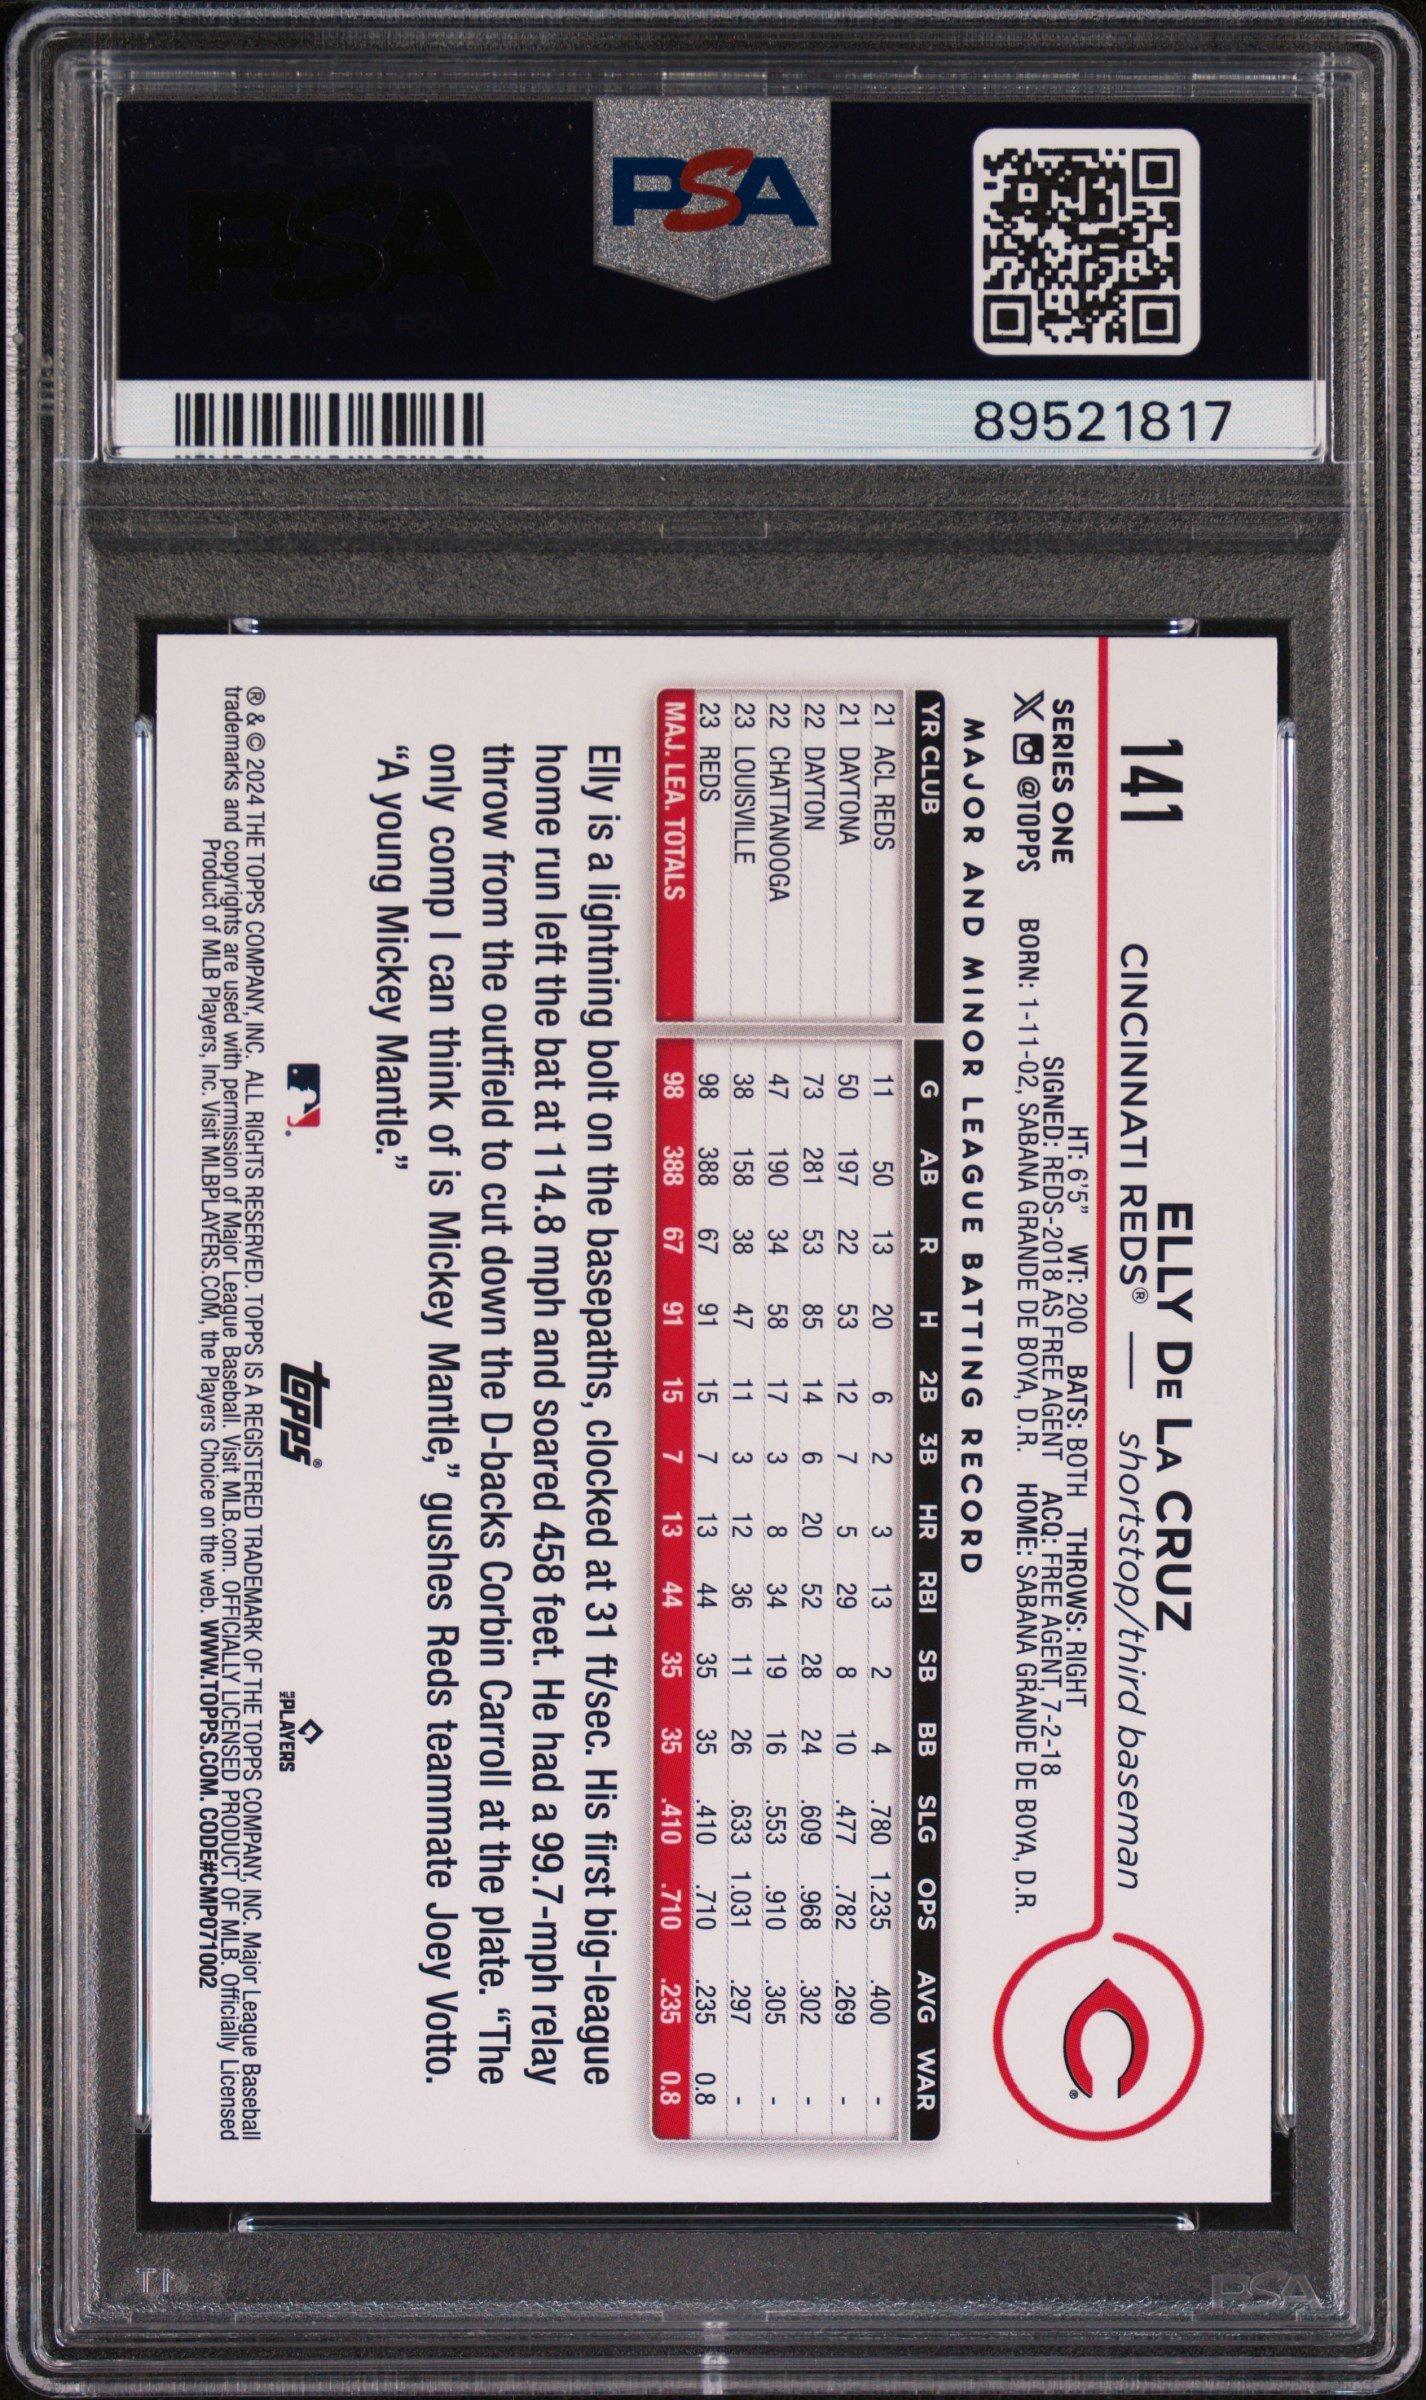 PSA
PSA
89521817
141
ELLY De LA CRUZ
CINCINNATI REDS® — shortstop/third baseman
SERIES ONE
@TOPPS
HT: 6'5" WT: 200 BATS: BOTH THROWS: RIGHT
SIGNED: REDS-2018 AS FREE AGENT ACQ: FREE AGENT, 7-2-18
BORN: 1-11-02, SABANA GRANDE DE BOYA, D.R. HOME: SABANA GRANDE DE BOYA, D.R.
MAJOR AND MINOR LEAGUE BATTING RECORD
YR CLUB G AB R H 2B 3B HR RBI SB BB SLG OPS AVG WAR
21 ACL REDS 11 50 13 20 6 2 3 13 2 4 .780 1.235 .400 -
21 DAYTONA 50 197 22 53 12 7 5 29 8 10 .477 .782 .269 -
22 DAYTON 73 281 53 85 14 6 20 52 28 24 .609 .968 .302 -
22 CHATTANOOGA 47 190 34 58 17 3 8 34 19 16 .553 .910 .305 -
23 LOUISVILLE 38 158 38 47 11 3 12 36 11 26 .633 1.031 .297 -
23 REDS 98 388 67 91 15 7 13 44 35 35 .410 .710 .235 0.8
MAJ. LEA. TOTALS 98 388 67 91 15 7 13 44 35 35 .410 .710 .235 0.8
Elly is a lightning bolt on the basepaths, clocked at 31 ft/sec. His first big-league
home run left the bat at 114.8 mph and soared 458 feet. He had a 99.7-mph relay
throw from the outfield to cut down the D-backs Corbin Carroll at the plate. “The
only comp I can think of is Mickey Mantle,” gushes Reds teammate Joey Votto.
“A young Mickey Mantle.”
topps®
MLB PLAYERS
® & © 2024 THE TOPPS COMPANY, INC. ALL RIGHTS RESERVED. TOPPS IS A REGISTERED TRADEMARK OF THE TOPPS COMPANY, INC. Major League Baseball
trademarks and copyrights are used with permission of Major League Baseball. Visit MLB.com. OFFICIALLY LICENSED PRODUCT OF MLB. Officially Licensed
Product of MLB Players, Inc. Visit MLBPLAYERS.COM, the Players Choice on the web. WWW.TOPPS.COM. CODE#CMP071002
PSA